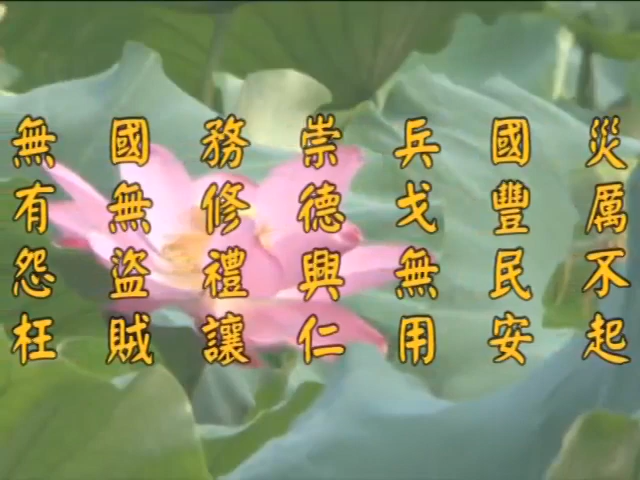 災厲不起
國豐民安
兵戈無用
崇德興仁
務修禮讓
國無盜賊
無有怨枉